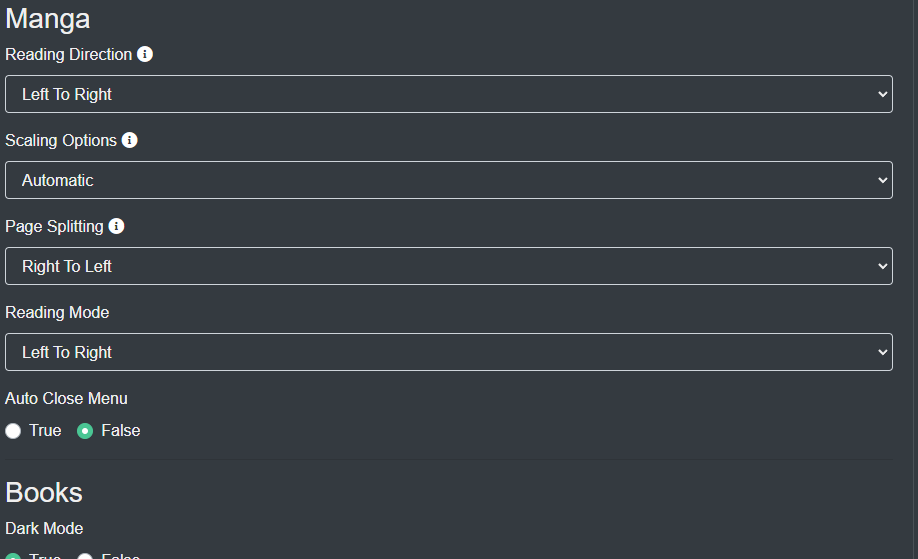 Manga
Reading Direction
Left To Right
Scaling Options
Automatic
Page Splitting
Right To Left
Reading Mode
Left To Right
Auto Close Menu
True False
Books
Dark Mode
True False